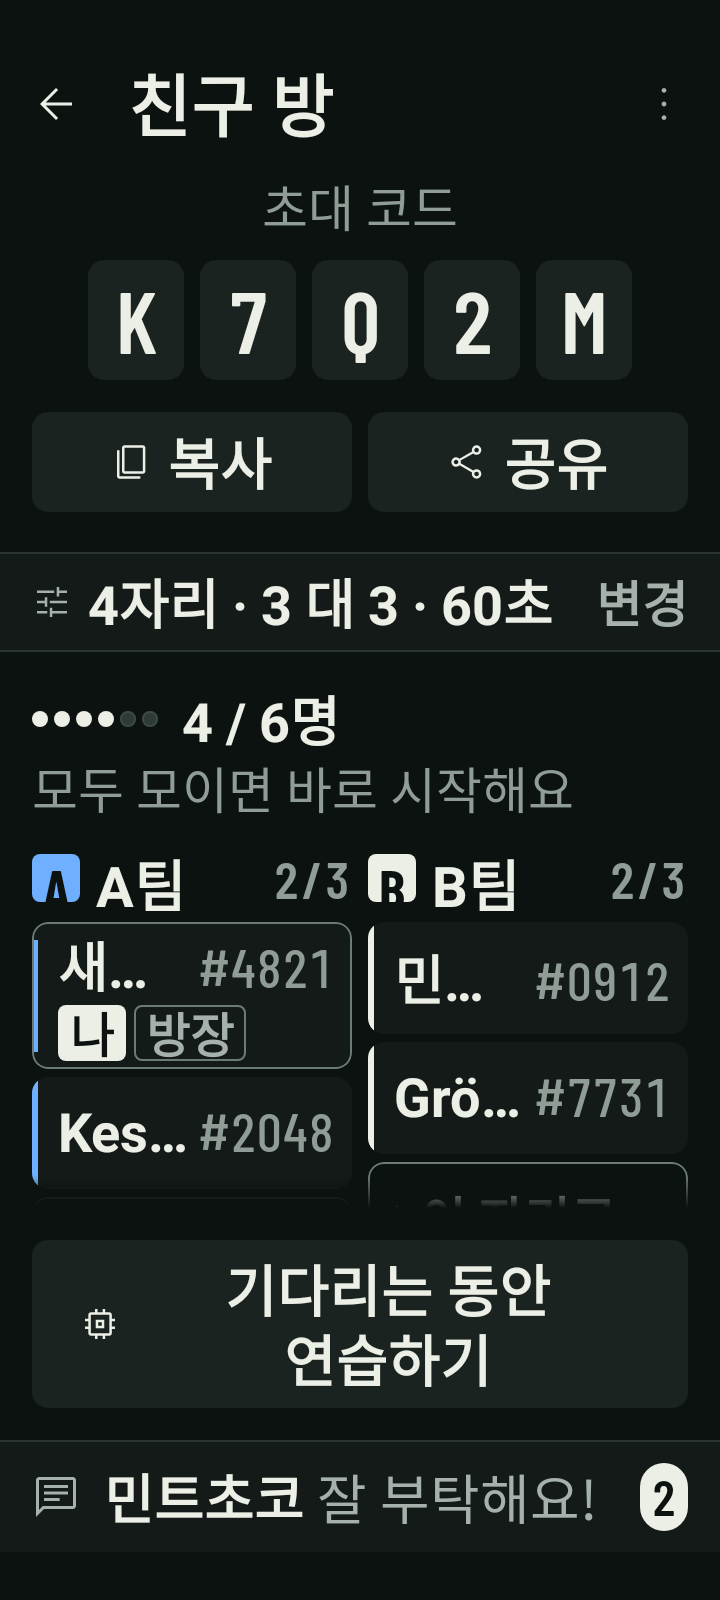 친구 방
초대 코드
K 7 Q 2 M
복사 공유
4자리 · 3 대 3 · 60초 변경
4 / 6명
모두 모이면 바로 시작해요
A A팀 2/3
새… #4821
나 방장
Kes… #2048
B B팀 2/3
민… #0912
Grö… #7731
기다리는 동안
연습하기
민트초코 잘 부탁해요! 2